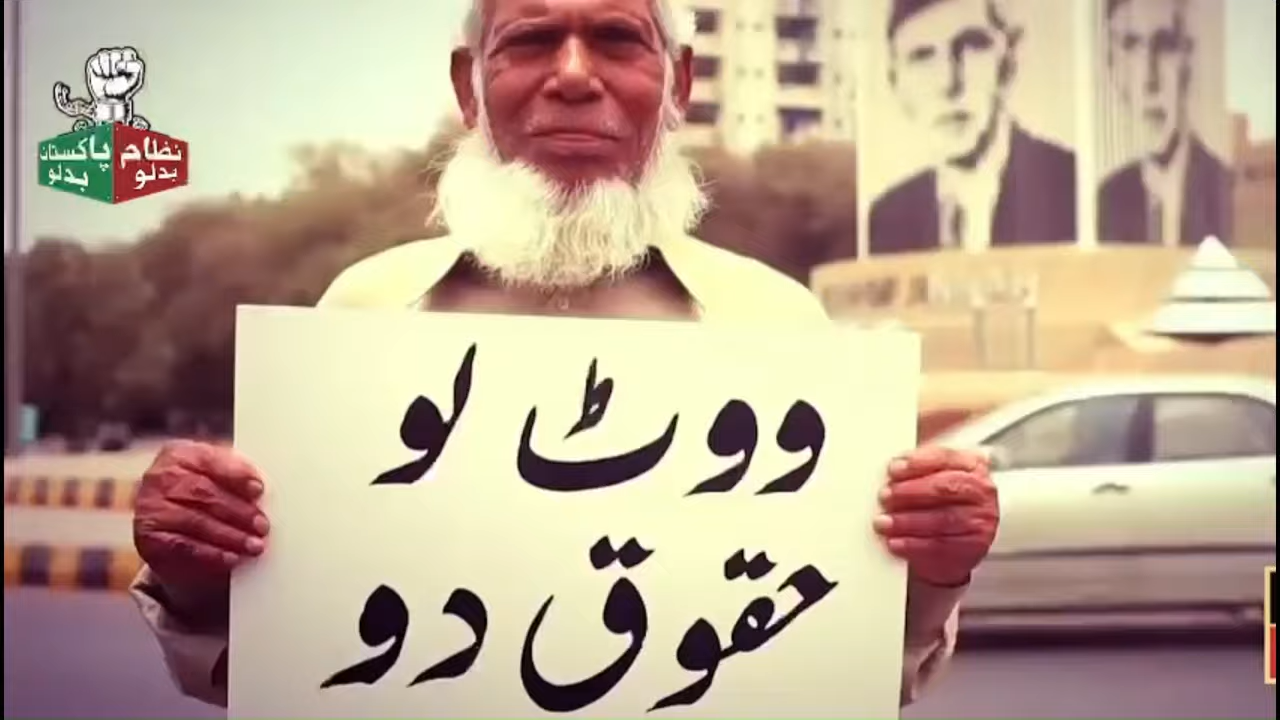 ووٹ لو
حقوق دو
پاکستان نظام
بدلو بدلو